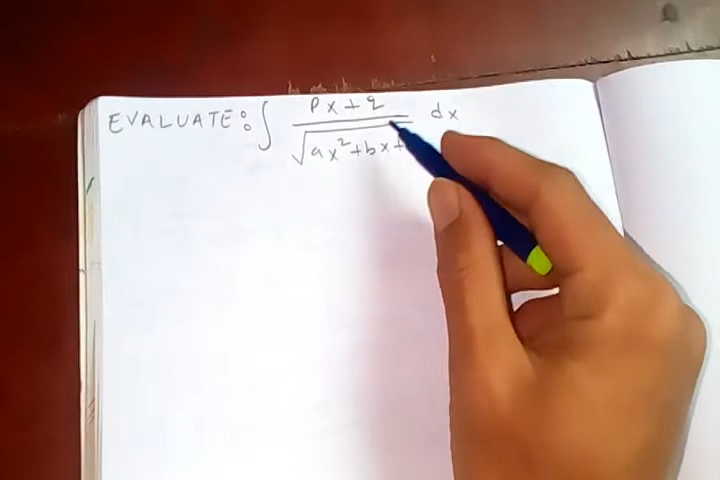 EVALUATE: ∫ px+q / √ax²+bx+ dx